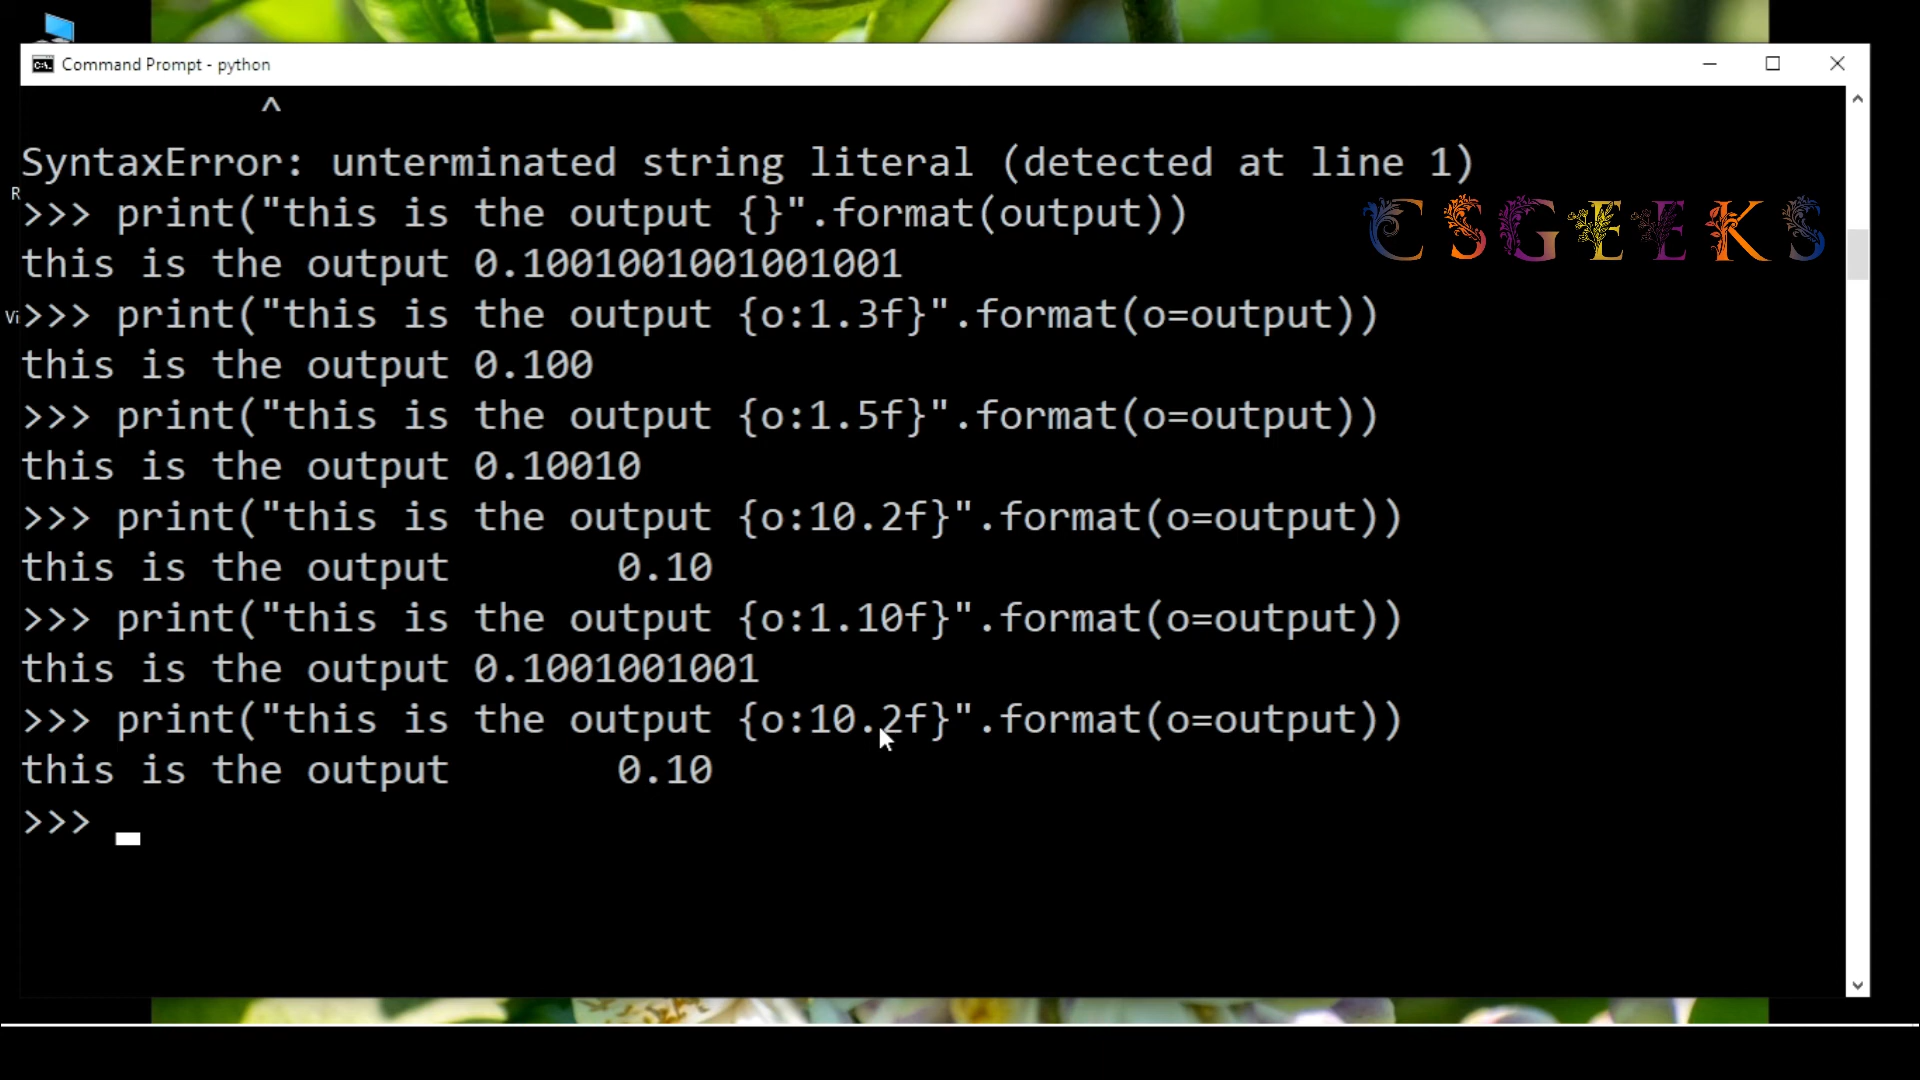 Command Prompt - python
^
SyntaxError: unterminated string literal (detected at line 1)
R
>>> print("this is the output {}".format(output))
CSGEEKS
this is the output 0.1001001001001001
Vi
>>> print("this is the output {o:1.3f}".format(o=output))
this is the output 0.100
>>> print("this is the output {o:1.5f}".format(o=output))
this is the output 0.10010
>>> print("this is the output {o:10.2f}".format(o=output))
this is the output       0.10
>>> print("this is the output {o:1.10f}".format(o=output))
this is the output 0.1001001001
>>> print("this is the output {o:10.2f}".format(o=output))
this is the output       0.10
>>>